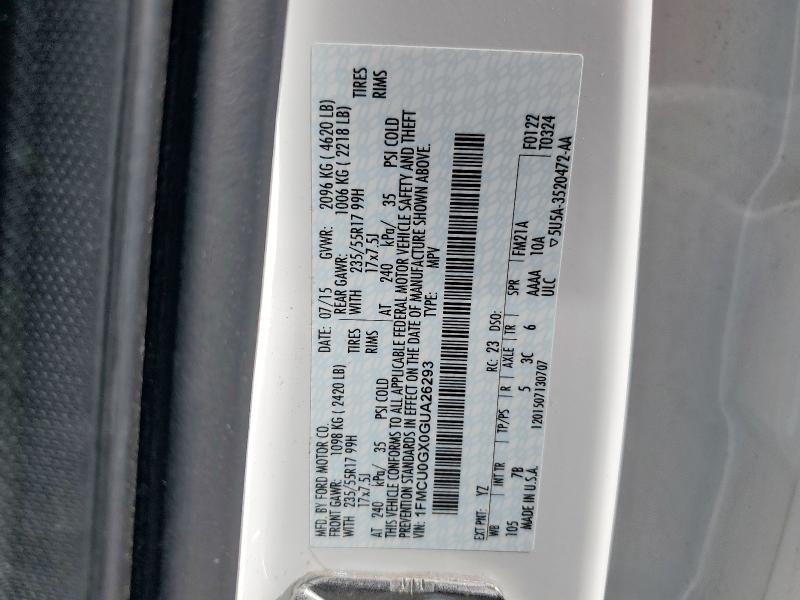 MFD. BY FORD MOTOR CO.
DATE: 07/15 GVWR: 2096 KG ( 4620 LB)
FRONT GAWR: 1098 KG ( 2420 LB) REAR GAWR: 1006 KG ( 2218 LB)
WITH 235/55R17 99H TIRES WITH 235/55R17 99H TIRES
17x7.5J RIMS 17x7.5J RIMS
AT 240 kPa/ 35 PSI COLD AT 240 kPa/ 35 PSI COLD
THIS VEHICLE CONFORMS TO ALL APPLICABLE FEDERAL MOTOR VEHICLE SAFETY AND THEFT
PREVENTION STANDARDS IN EFFECT ON THE DATE OF MANUFACTURE SHOWN ABOVE.
VIN: 1FMCU0GX0GUA26293 TYPE: MPV
EXT PNT: YZ RC: 23 DSO: F0122
WB INT TR TP/PS R AXLE TR SPR FM21A T0324
105 7B 5 3C 6 AAAA 10A
MADE IN U.S.A. 1201507130707 ULC ▽5U5A-3520472-AA